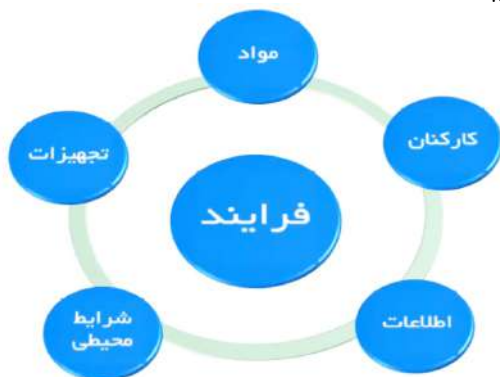 مواد
کارکنان
تجهیزات
فرایند
اطلاعات
شرایط
محیطی